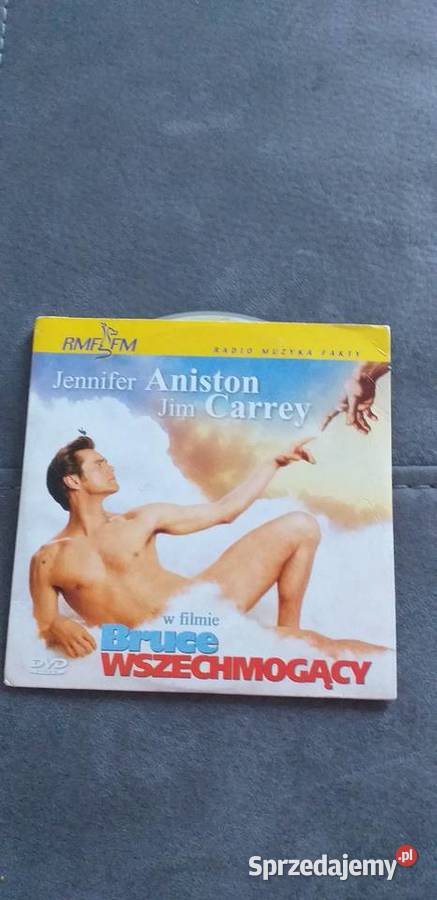 RMF FM
RADIO MUZYKA FAKTY
Jennifer Aniston
Jim Carrey
w filmie
Bruce
WSZECHMOGĄCY
DVD
Sprzedajemy.pl